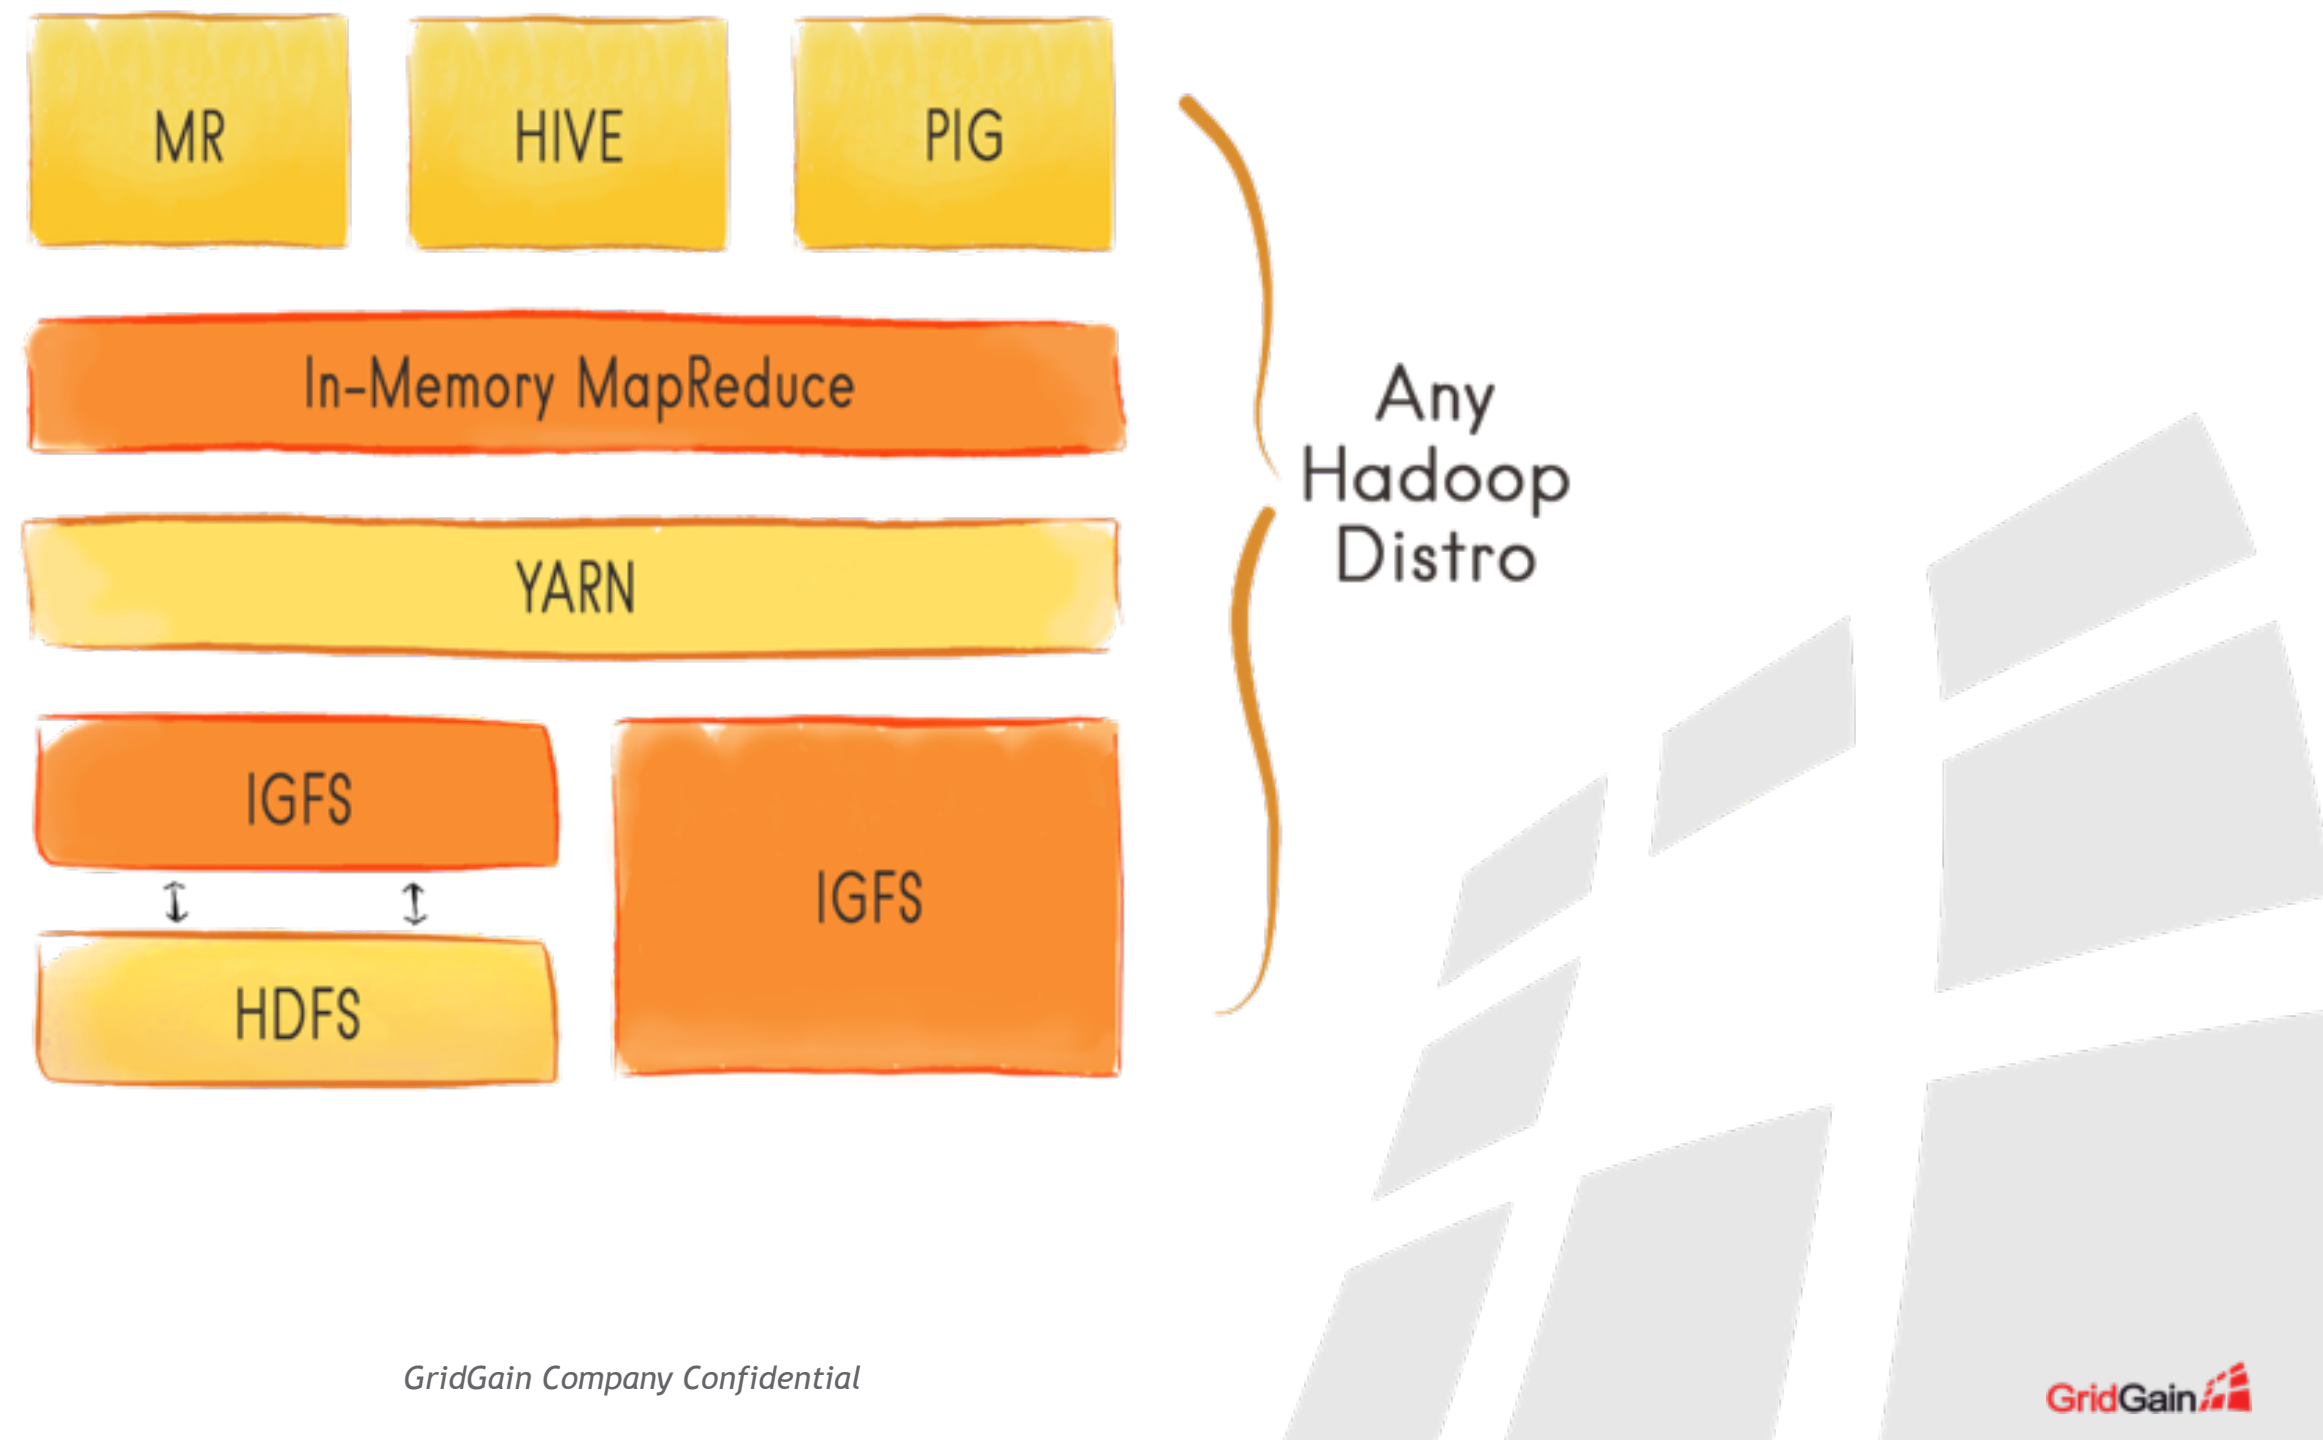 MR
HIVE
PIG
In-Memory MapReduce
YARN
IGFS
HDFS
IGFS
Any
Hadoop
Distro
GridGain Company Confidential
GridGain